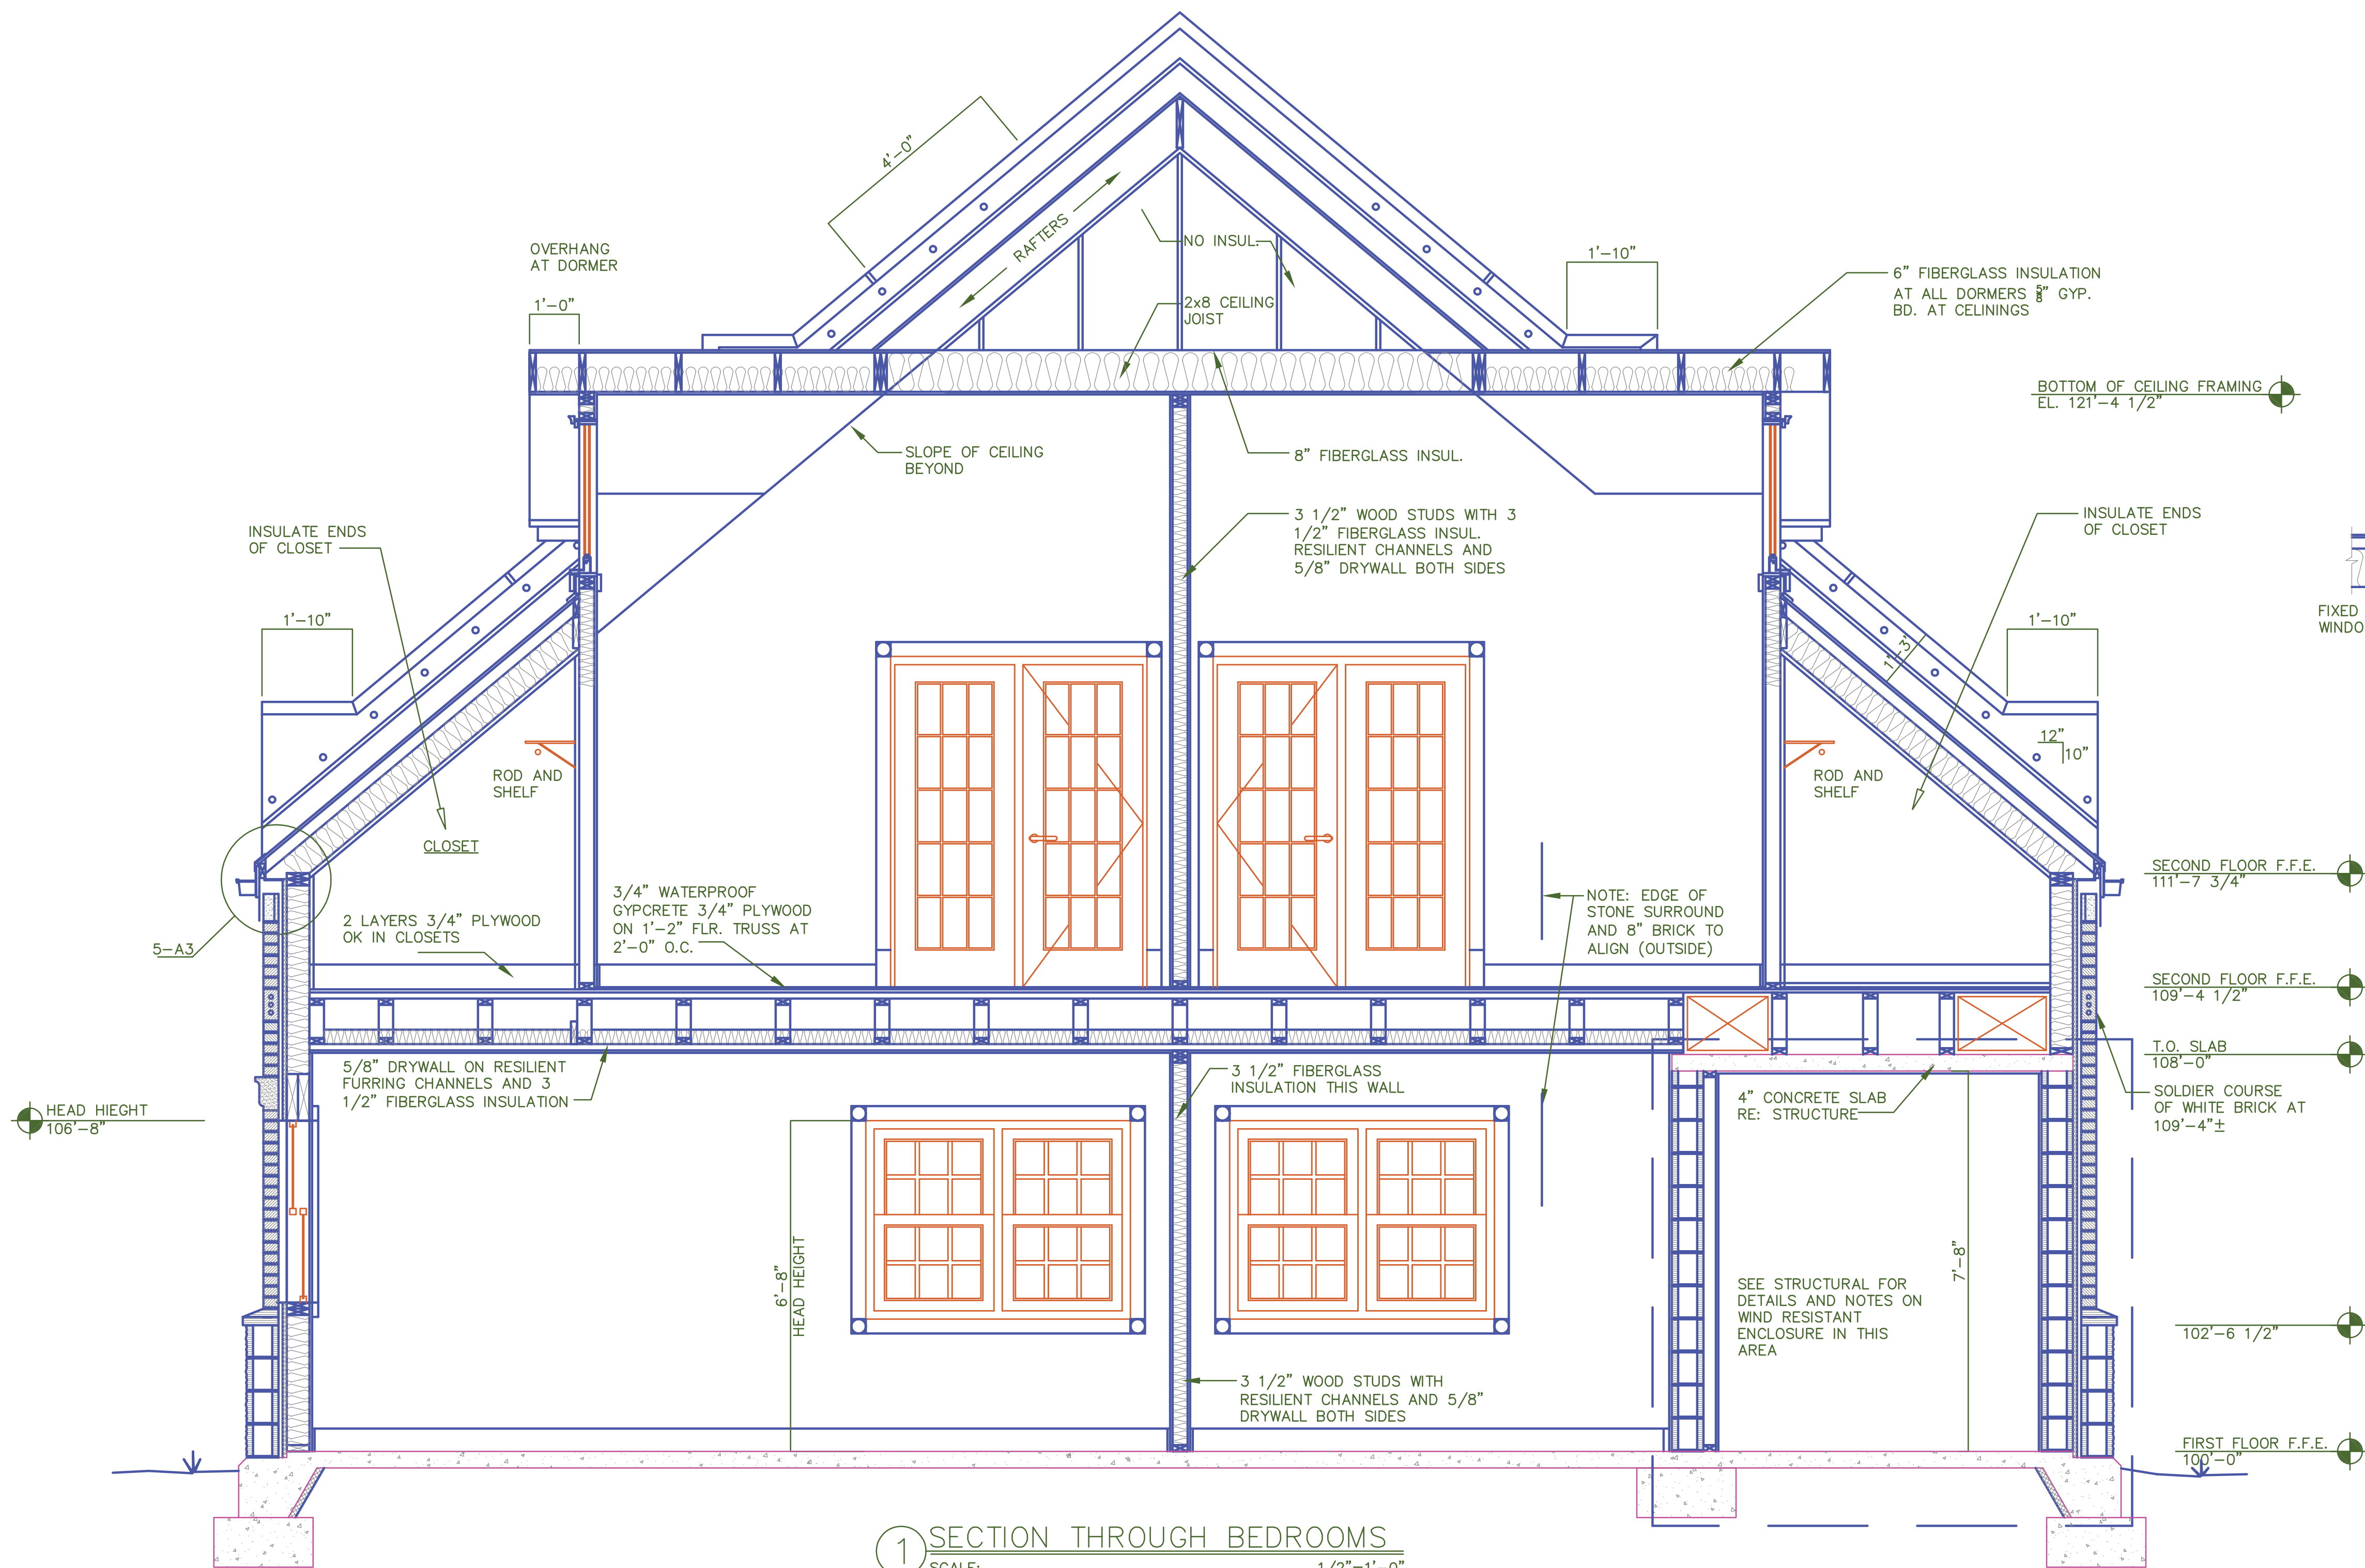 4'-0"
RAFTERS
OVERHANG
AT DORMER
1'-0"
NO INSUL.
2x8 CEILING
JOIST
1'-10"
6" FIBERGLASS INSULATION
AT ALL DORMERS 5/8" GYP.
BD. AT CELININGS
BOTTOM OF CEILING FRAMING
EL. 121'-4 1/2"
SLOPE OF CEILING
BEYOND
8" FIBERGLASS INSUL.
3 1/2" WOOD STUDS WITH 3
1/2" FIBERGLASS INSUL.
RESILIENT CHANNELS AND
5/8" DRYWALL BOTH SIDES
INSULATE ENDS
OF CLOSET
INSULATE ENDS
OF CLOSET
FIXED
WINDO
1'-10"
1'-10"
1'-3"
12"
10"
ROD AND
SHELF
ROD AND
SHELF
CLOSET
5-A3
2 LAYERS 3/4" PLYWOOD
OK IN CLOSETS
3/4" WATERPROOF
GYPCRETE 3/4" PLYWOOD
ON 1'-2" FLR. TRUSS AT
2'-0" O.C.
NOTE: EDGE OF
STONE SURROUND
AND 8" BRICK TO
ALIGN (OUTSIDE)
SECOND FLOOR F.F.E.
111'-7 3/4"
SECOND FLOOR F.F.E.
109'-4 1/2"
T.O. SLAB
108'-0"
SOLDIER COURSE
OF WHITE BRICK AT
109'-4"±
HEAD HIEGHT
106'-8"
5/8" DRYWALL ON RESILIENT
FURRING CHANNELS AND 3
1/2" FIBERGLASS INSULATION
3 1/2" FIBERGLASS
INSULATION THIS WALL
4" CONCRETE SLAB
RE: STRUCTURE
6'-8"
HEAD HEIGHT
7'-8"
SEE STRUCTURAL FOR
DETAILS AND NOTES ON
WIND RESISTANT
ENCLOSURE IN THIS
AREA
102'-6 1/2"
3 1/2" WOOD STUDS WITH
RESILIENT CHANNELS AND 5/8"
DRYWALL BOTH SIDES
FIRST FLOOR F.F.E.
100'-0"
1
SECTION THROUGH BEDROOMS
SCALE: 1/2"=1'-0"